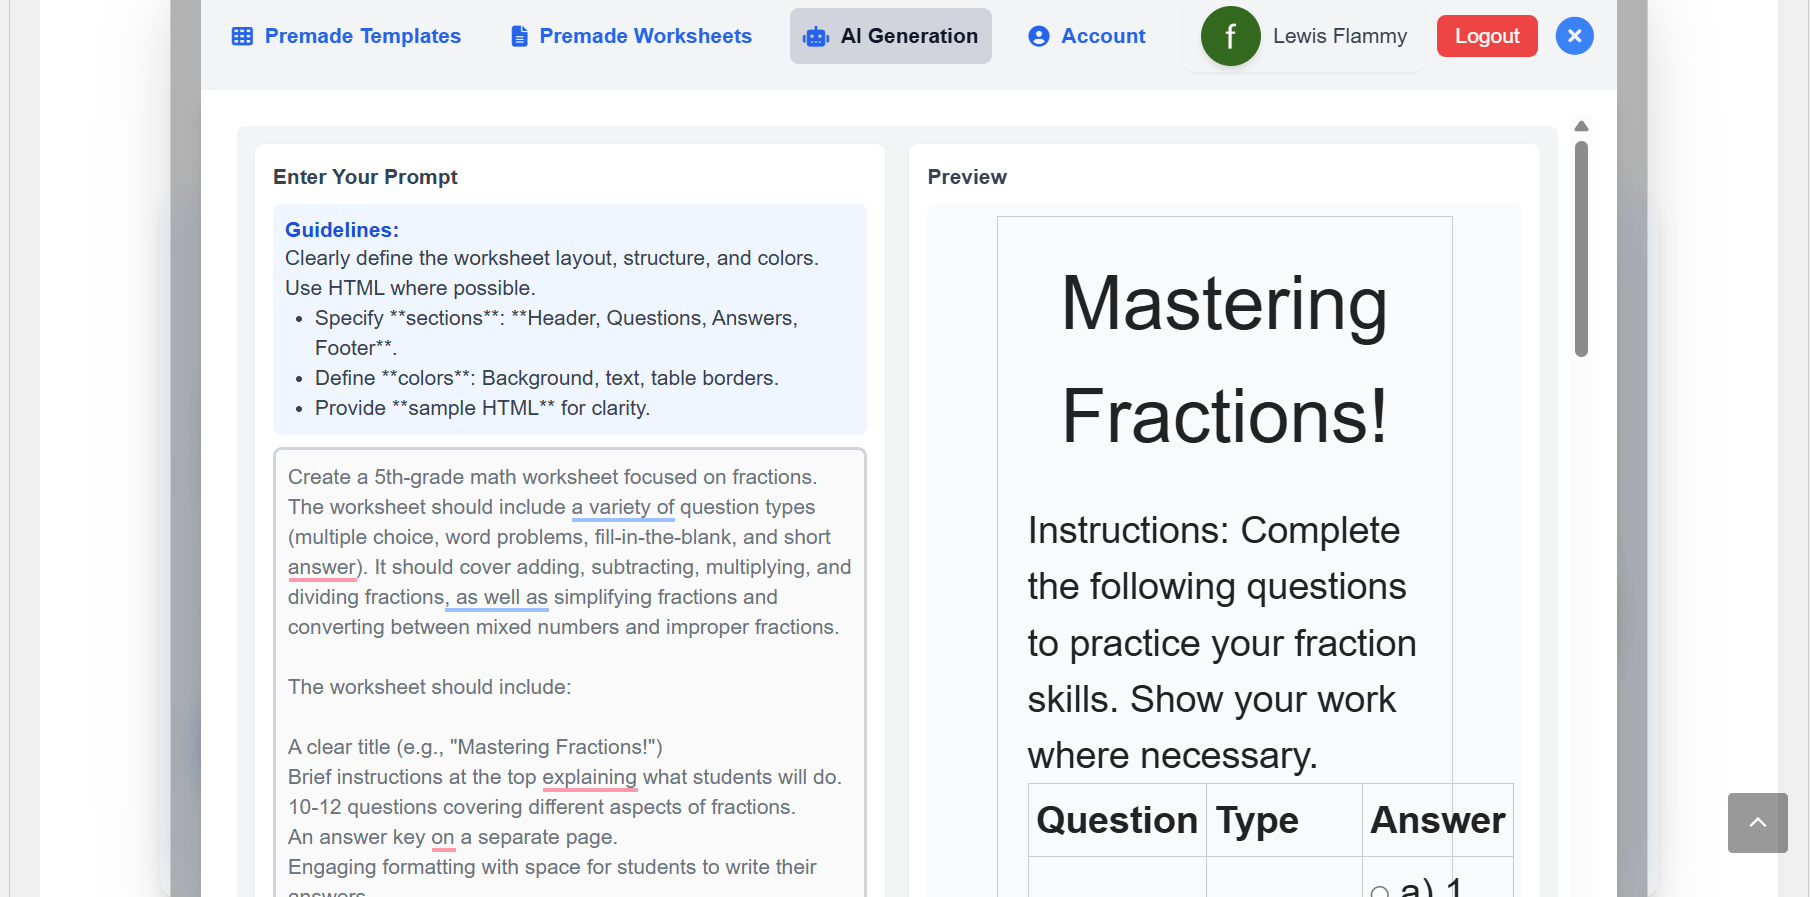 Premade Templates
Premade Worksheets
AI Generation
Account
f
Lewis Flammy
Logout
Enter Your Prompt
Guidelines:
Clearly define the worksheet layout, structure, and colors.
Use HTML where possible.
• Specify **sections**: **Header, Questions, Answers,
Footer**.
• Define **colors**: Background, text, table borders.
• Provide **sample HTML** for clarity.
Create a 5th-grade math worksheet focused on fractions.
The worksheet should include a variety of question types
(multiple choice, word problems, fill-in-the-blank, and short
answer). It should cover adding, subtracting, multiplying, and
dividing fractions, as well as simplifying fractions and
converting between mixed numbers and improper fractions.
The worksheet should include:
A clear title (e.g., "Mastering Fractions!")
Brief instructions at the top explaining what students will do.
10-12 questions covering different aspects of fractions.
An answer key on a separate page.
Engaging formatting with space for students to write their
answers.
Preview
Mastering
Fractions!
Instructions: Complete
the following questions
to practice your fraction
skills. Show your work
where necessary.
Question Type Answer
a) 1